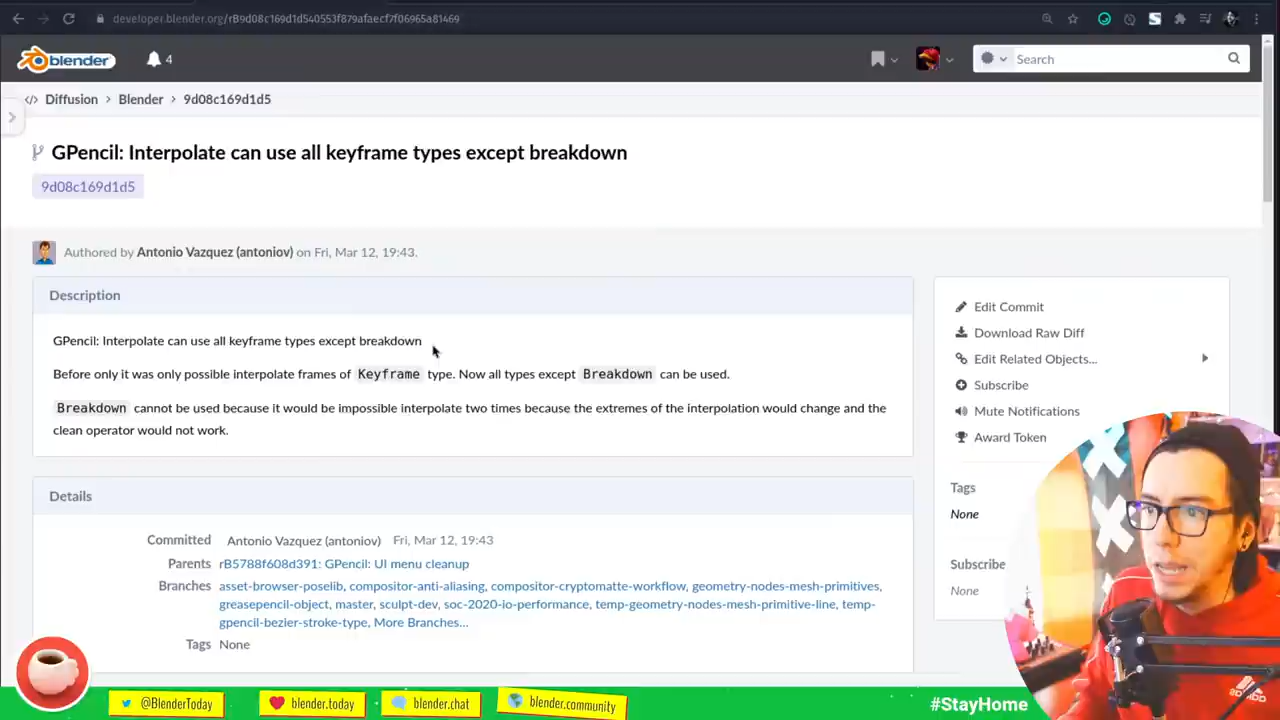 developer.blender.org/rB9d08c169d1d540553f879afaecf7f06965a81469
blender
4
Search
Diffusion > Blender > 9d08c169d1d5
GPencil: Interpolate can use all keyframe types except breakdown
9d08c169d1d5
Authored by Antonio Vazquez (antoniov) on Fri, Mar 12, 19:43.
Description
GPencil: Interpolate can use all keyframe types except breakdown
Before only it was only possible interpolate frames of Keyframe type. Now all types except Breakdown can be used.
Breakdown cannot be used because it would be impossible interpolate two times because the extremes of the interpolation would change and the
clean operator would not work.
Edit Commit
Download Raw Diff
Edit Related Objects...
Subscribe
Mute Notifications
Award Token
Tags
None
Subscribe
None
Details
Committed Antonio Vazquez (antoniov) Fri, Mar 12, 19:43
Parents rB5788f608d391: GPencil: UI menu cleanup
Branches asset-browser-poselib, compositor-anti-aliasing, compositor-cryptomatte-workflow, geometry-nodes-mesh-primitives,
greasepencil-object, master, sculpt-dev, soc-2020-io-performance, temp-geometry-nodes-mesh-primitive-line, temp-
gpencil-bezier-stroke-type, More Branches...
Tags None
@BlenderToday
blender.today
blender.chat
blender.community
#StayHome
adidas